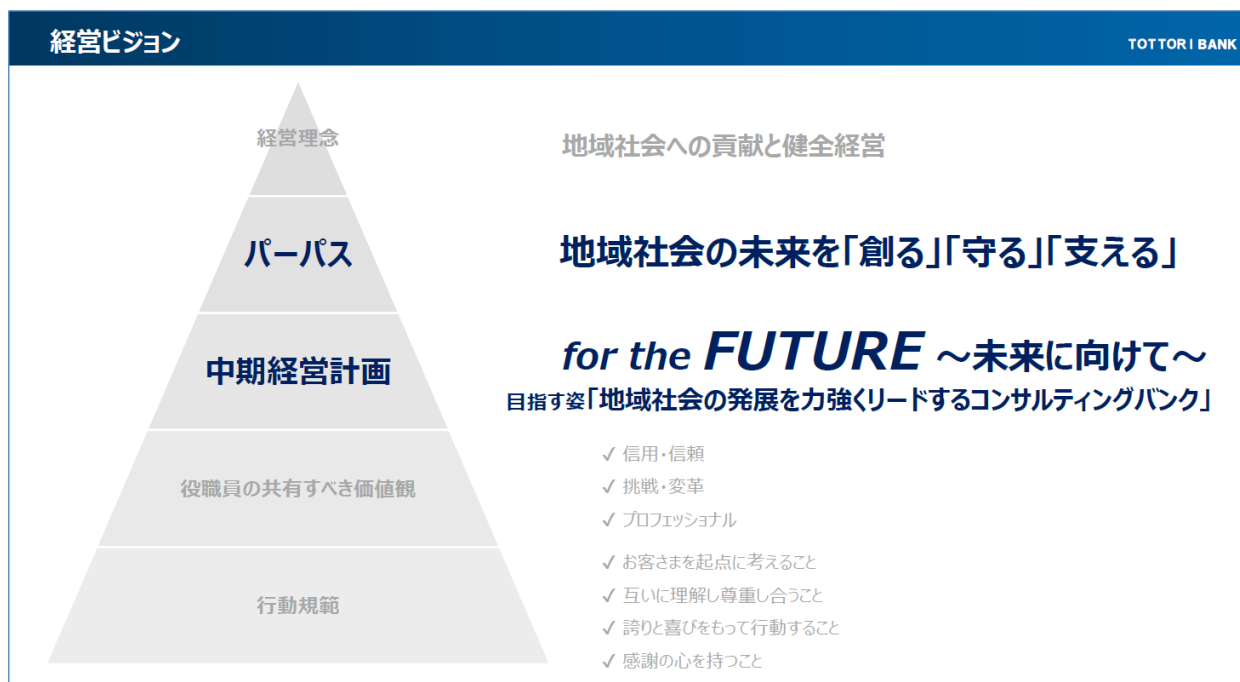 経営ビジョン
TOTTORI BANK
経営理念
地域社会への貢献と健全経営
パーパス
地域社会の未来を「創る」「守る」「支える」
中期経営計画
for the FUTURE ～未来に向けて～
目指す姿「地域社会の発展を力強くリードするコンサルティングバンク」
役職員の共有すべき価値観
✓ 信用・信頼
✓ 挑戦・変革
✓ プロフェッショナル
行動規範
✓ お客さまを起点に考えること
✓ 互いに理解し尊重し合うこと
✓ 誇りと喜びをもって行動すること
✓ 感謝の心を持つこと